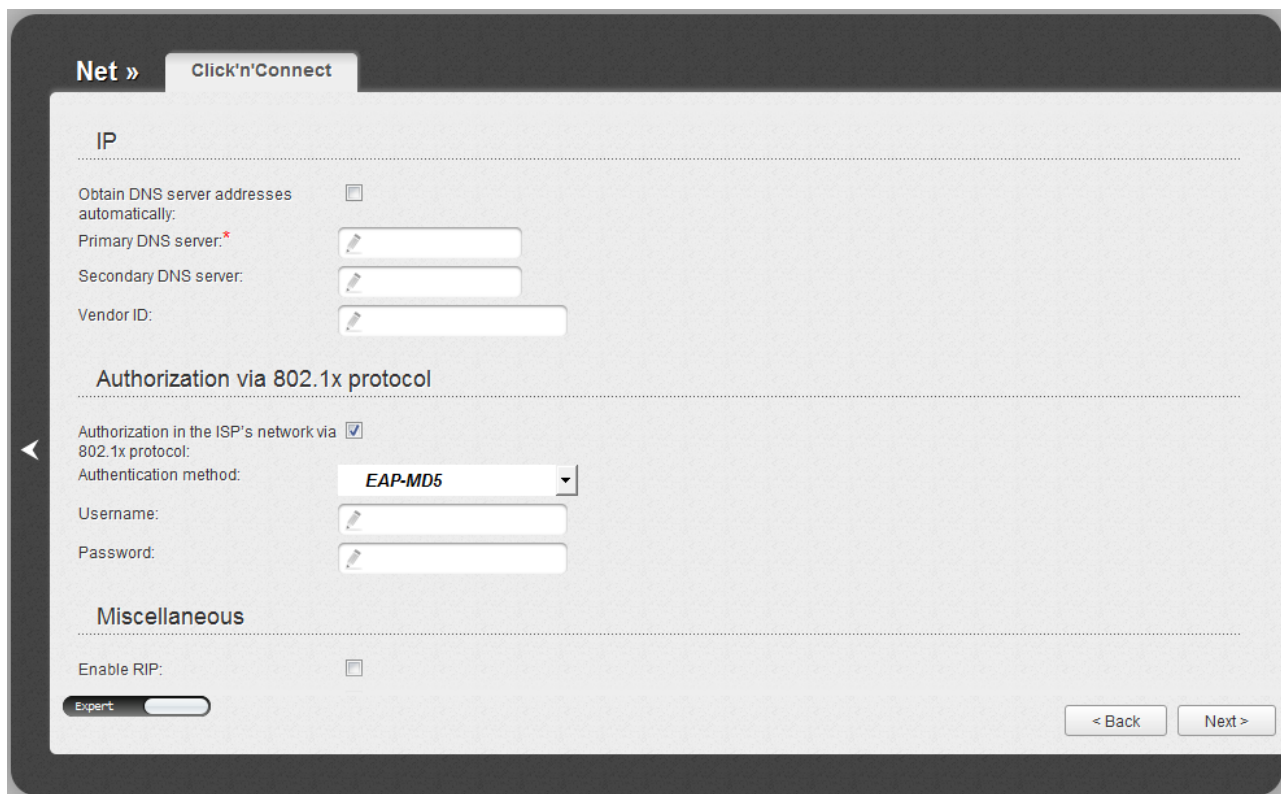 Net »
Click'n'Connect
IP
Obtain DNS server addresses
automatically:
Primary DNS server:*
Secondary DNS server:
Vendor ID:
Authorization via 802.1x protocol
Authorization in the ISP's network via
802.1x protocol:
Authentication method:
EAP-MD5
Username:
Password:
Miscellaneous
Enable RIP:
Expert
< Back
Next >